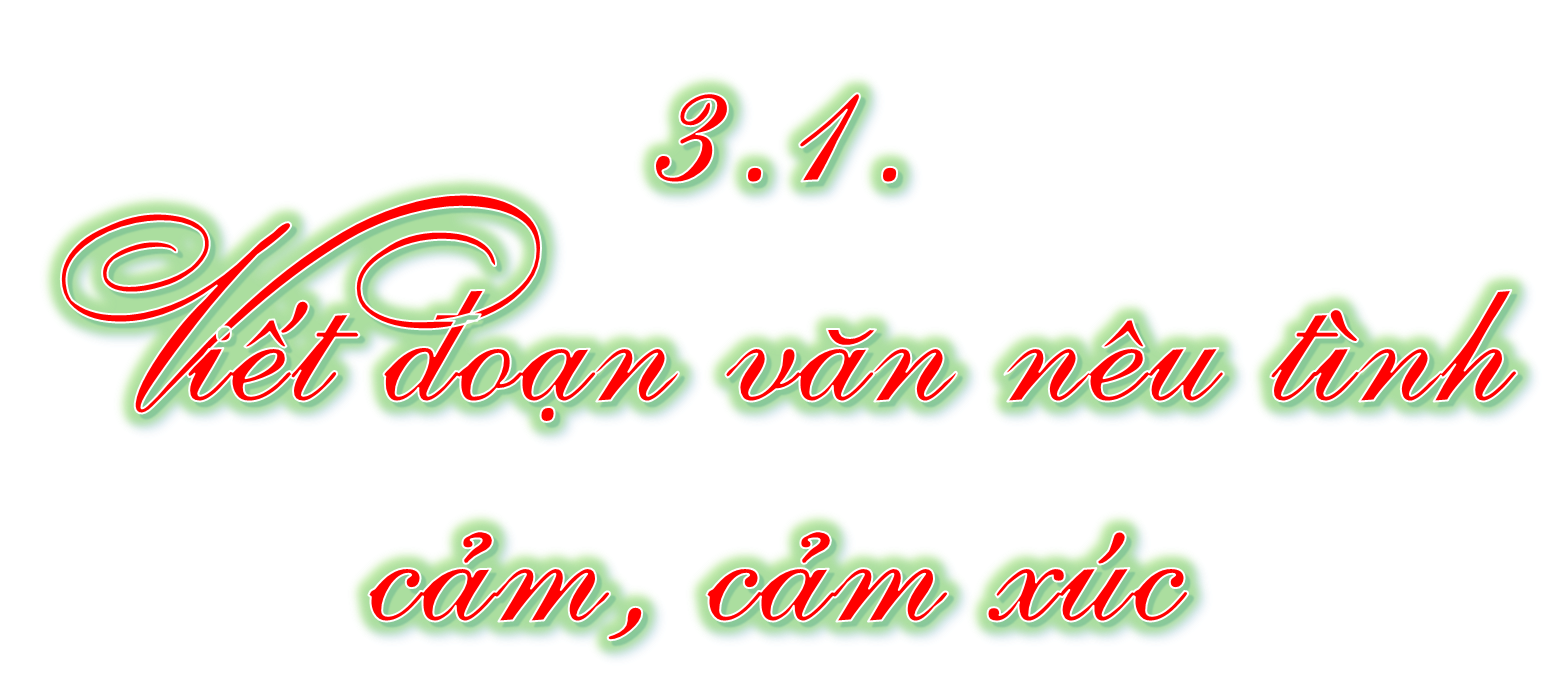 3.1.
Viết đoạn văn nêu tình
cảm, cảm xúc